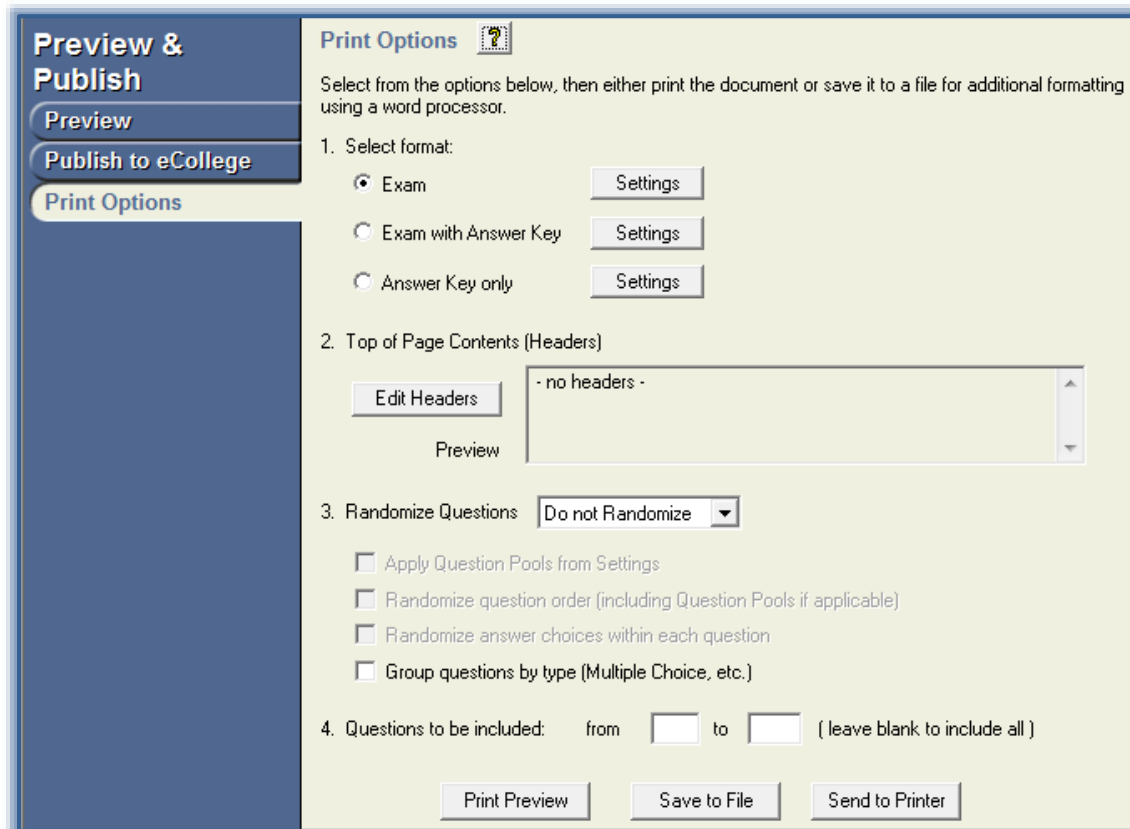 Preview &
Publish
Preview
Publish to eCollege
Print Options
Print Options ?
Select from the options below, then either print the document or save it to a file for additional formatting
using a word processor.
1. Select format:
Exam Settings
Exam with Answer Key Settings
Answer Key only Settings
2. Top of Page Contents (Headers)
Edit Headers - no headers -
Preview
3. Randomize Questions Do not Randomize
Apply Question Pools from Settings
Randomize question order (including Question Pools if applicable)
Randomize answer choices within each question
Group questions by type (Multiple Choice, etc.)
4. Questions to be included: from to ( leave blank to include all )
Print Preview Save to File Send to Printer